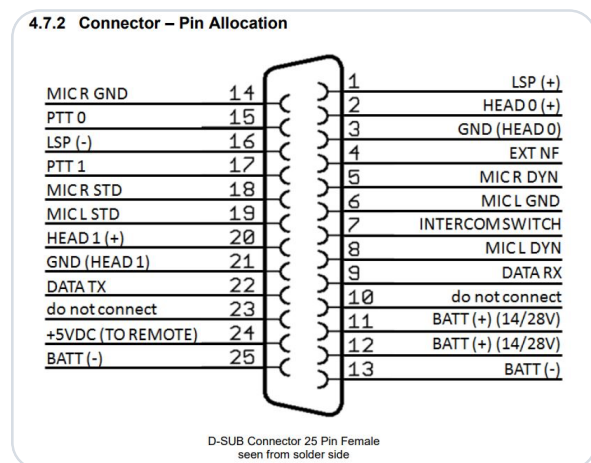 4.7.2 Connector – Pin Allocation
MIC R GND 14
PTT 0 15
LSP (-) 16
PTT 1 17
MIC R STD 18
MIC L STD 19
HEAD 1 (+) 20
GND (HEAD 1) 21
DATA TX 22
do not connect 23
+5VDC (TO REMOTE) 24
BATT (-) 25
1 LSP (+)
2 HEAD 0 (+)
3 GND (HEAD 0)
4 EXT NF
5 MIC R DYN
6 MIC L GND
7 INTERCOM SWITCH
8 MIC L DYN
9 DATA RX
10 do not connect
11 BATT (+) (14/28V)
12 BATT (+) (14/28V)
13 BATT (-)
D-SUB Connector 25 Pin Female
seen from solder side